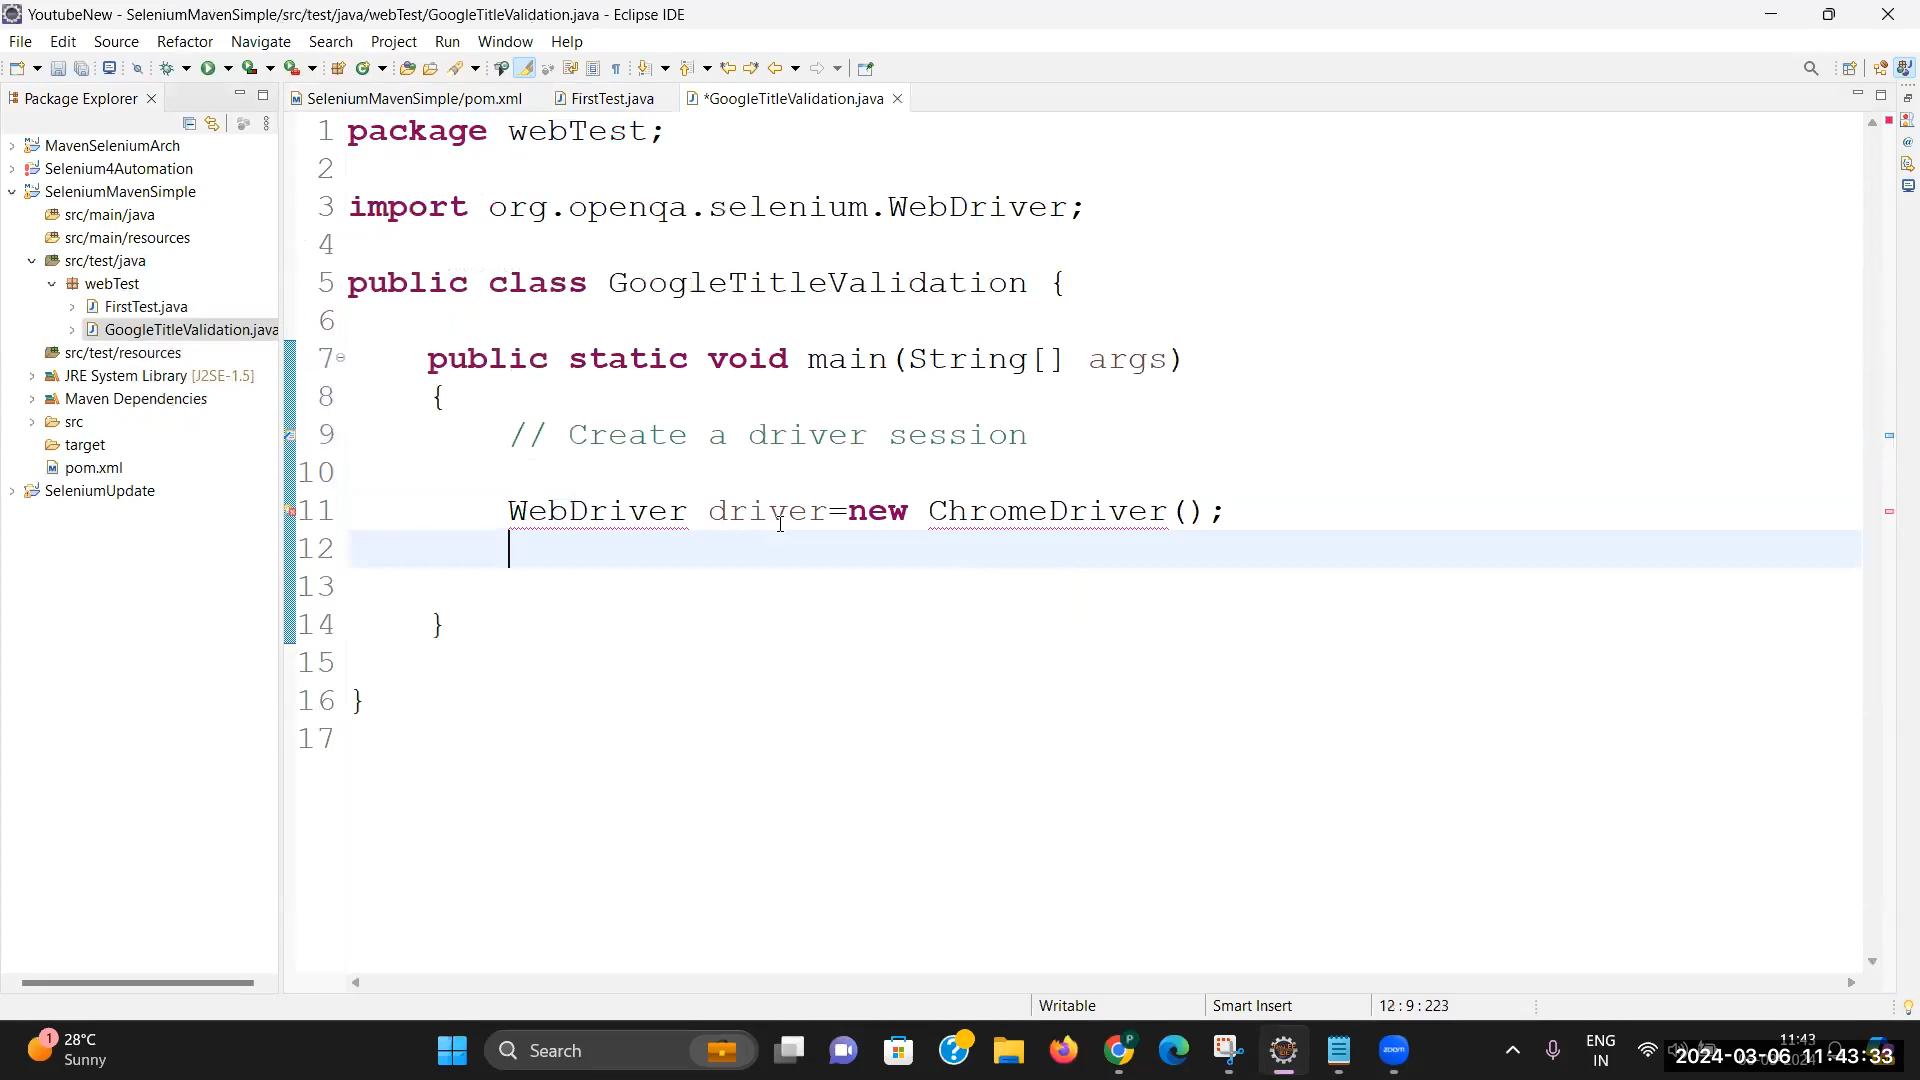 YoutubeNew - SeleniumMavenSimple/src/test/java/webTest/GoogleTitleValidation.java - Eclipse IDE
File Edit Source Refactor Navigate Search Project Run Window Help
Package Explorer
SeleniumMavenSimple/pom.xml FirstTest.java *GoogleTitleValidation.java
MavenSeleniumArch
Selenium4Automation
SeleniumMavenSimple
src/main/java
src/main/resources
src/test/java
webTest
FirstTest.java
GoogleTitleValidation.java
src/test/resources
JRE System Library [J2SE-1.5]
Maven Dependencies
src
target
pom.xml
SeleniumUpdate
1 package webTest;
2
3 import org.openqa.selenium.WebDriver;
4
5 public class GoogleTitleValidation {
6
7 public static void main(String[] args)
8 {
9 // Create a driver session
10
11 WebDriver driver=new ChromeDriver();
12
13
14 }
15
16 }
17
Writable Smart Insert 12 : 9 : 223
1 28°C
Sunny
Search
P
zoom
ENG
IN
11:43
2024-03-06 11:43:33